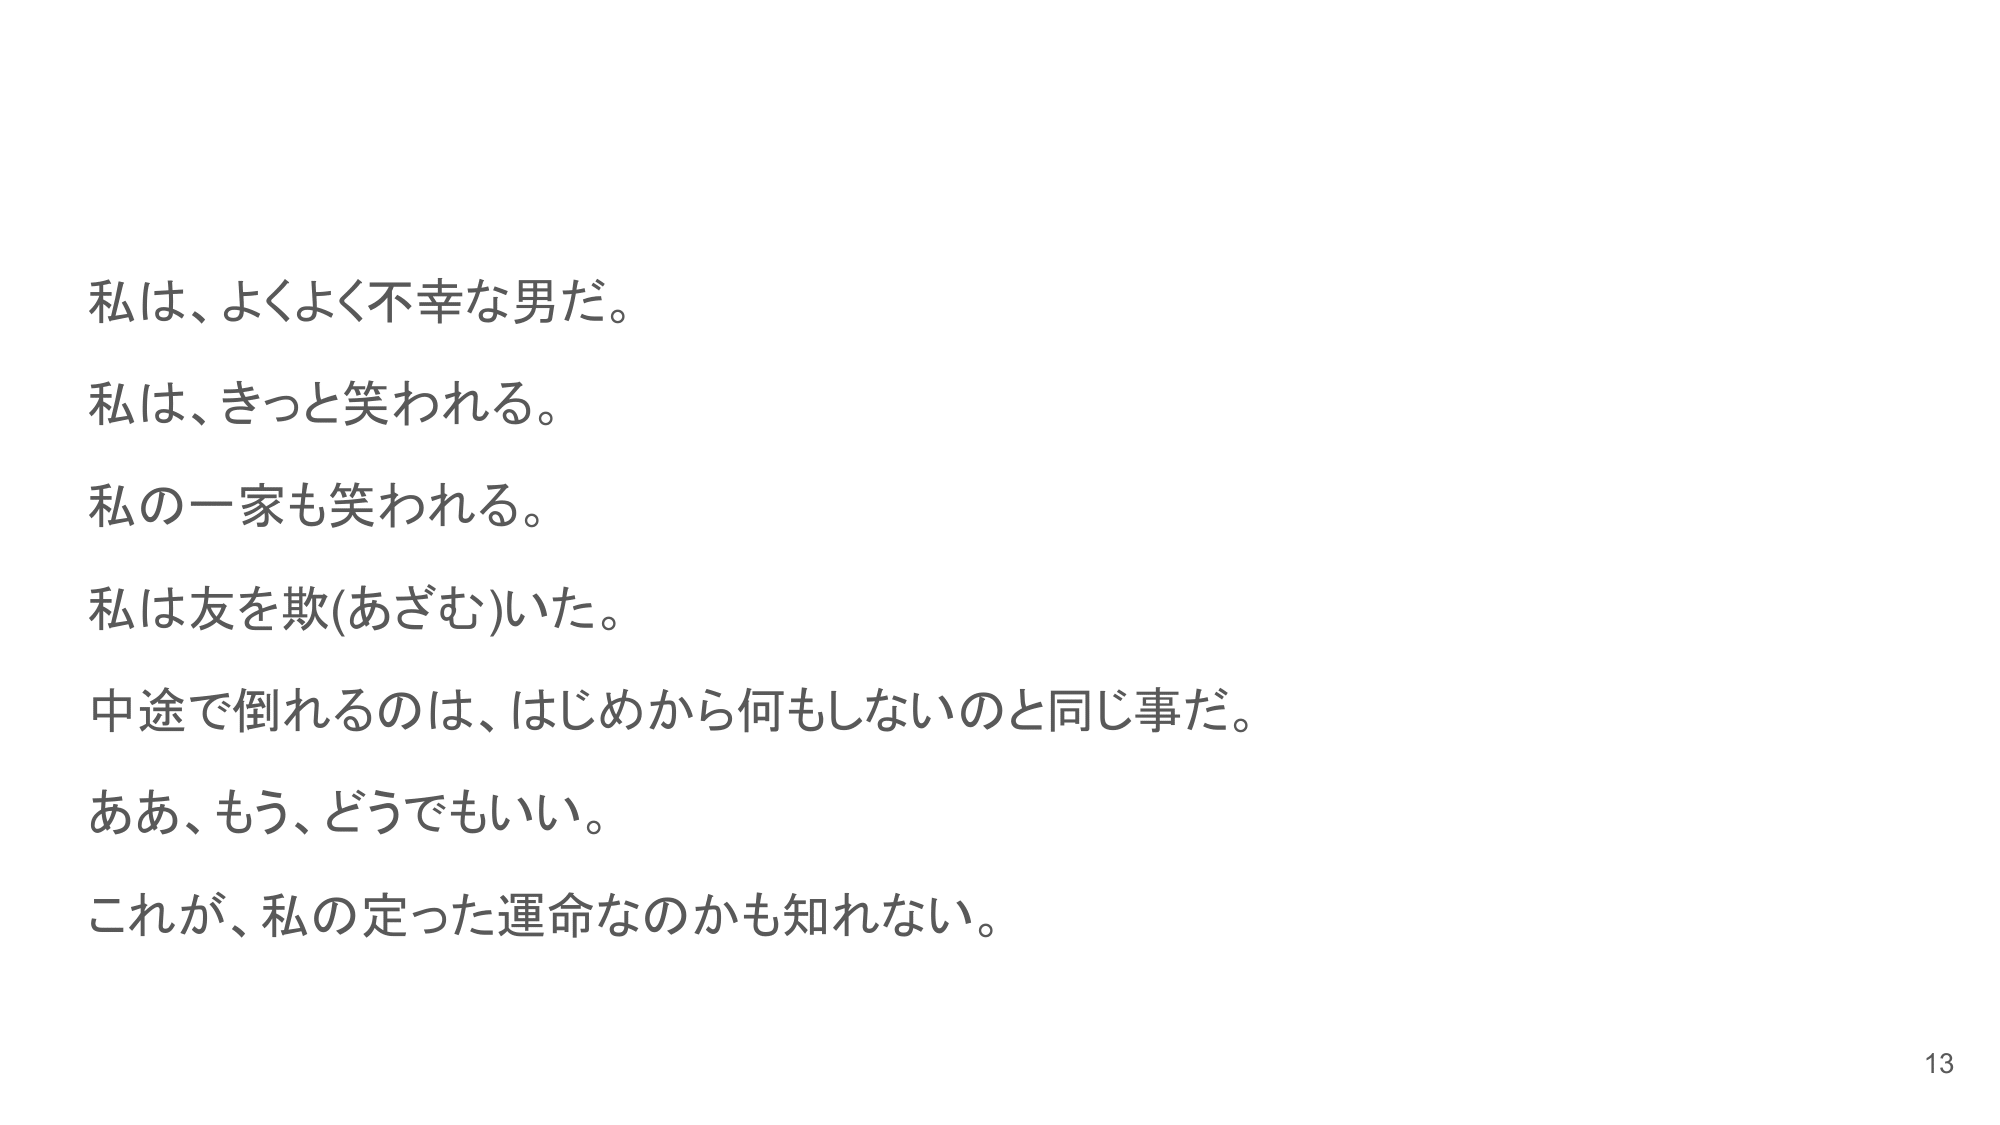 私は、よくよく不幸な男だ。
私は、きっと笑われる。
私の一家も笑われる。
私は友を欺(あざむ)いた。
中途で倒れるのは、はじめから何もしないのと同じ事だ。
ああ、もう、どうでもいい。
これが、私の定った運命なのかも知れない。
13